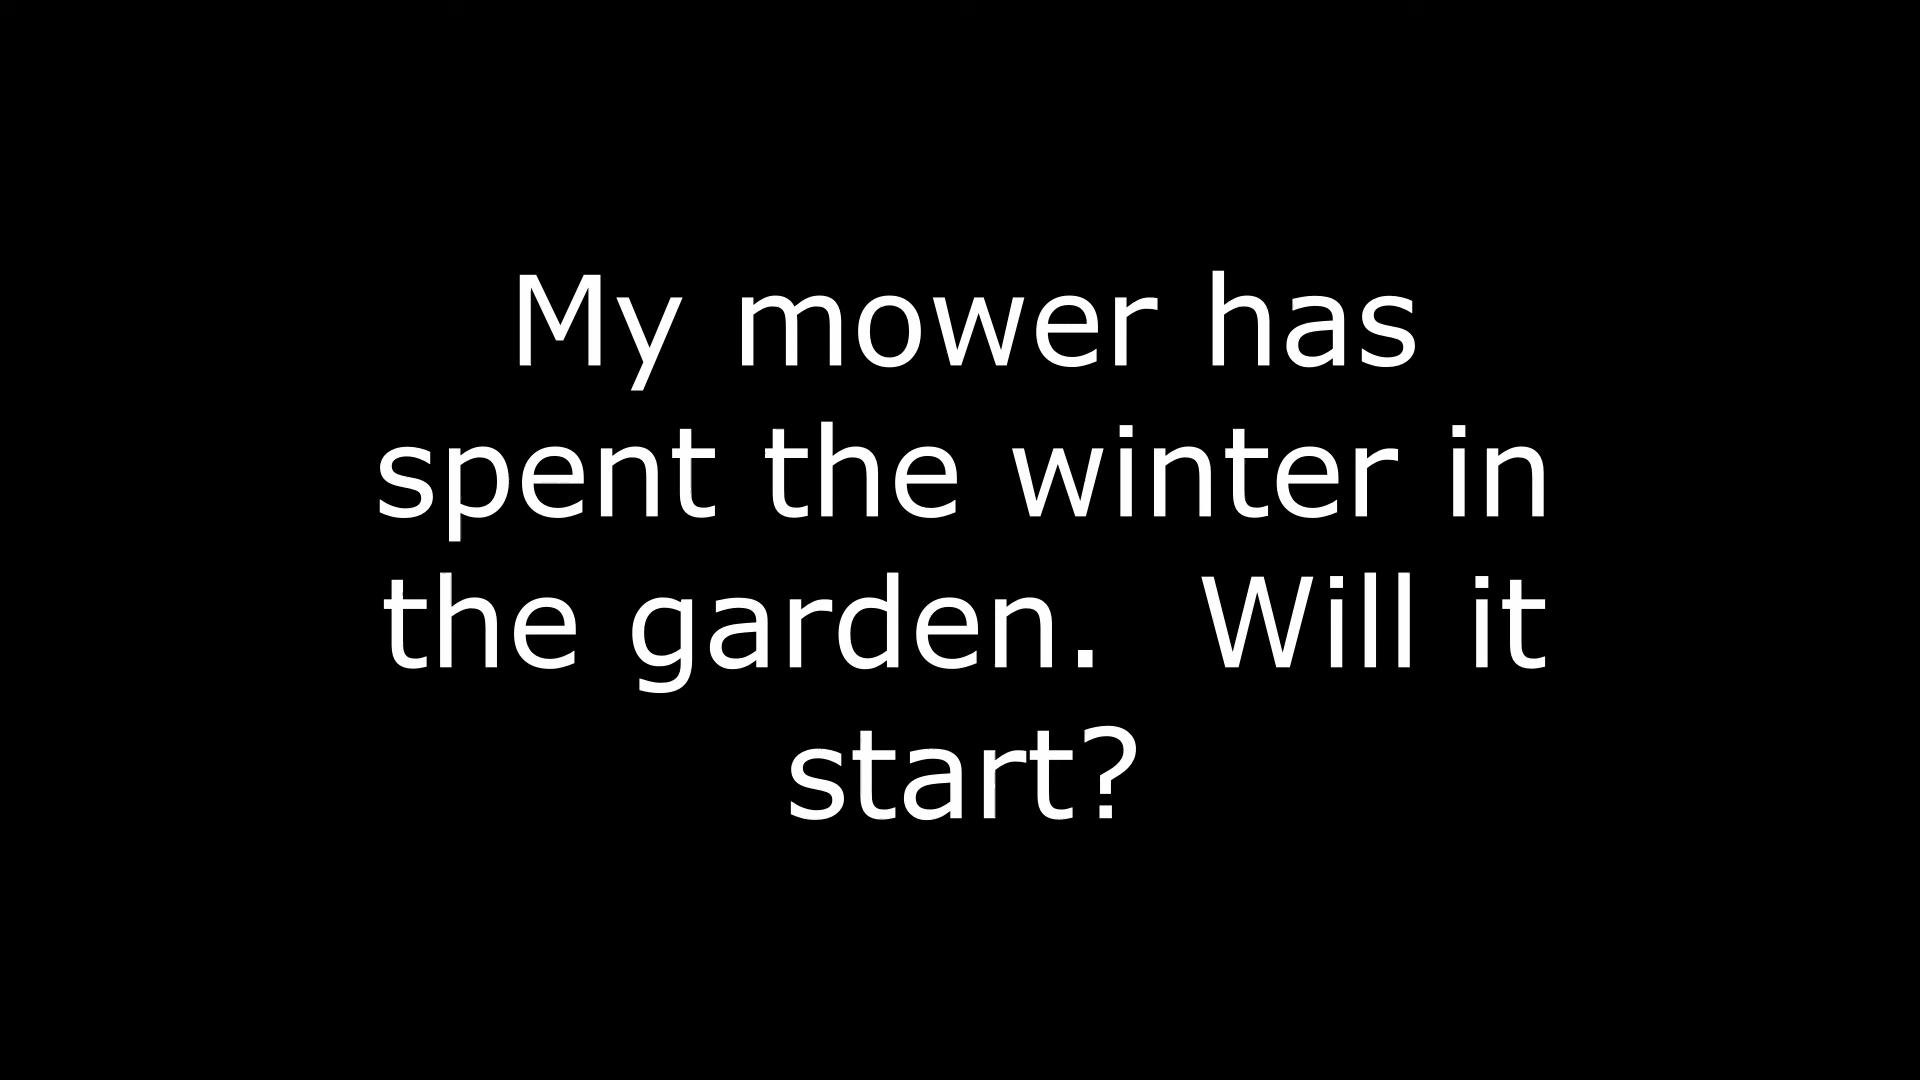 My mower has
spent the winter in
the garden.  Will it
start?